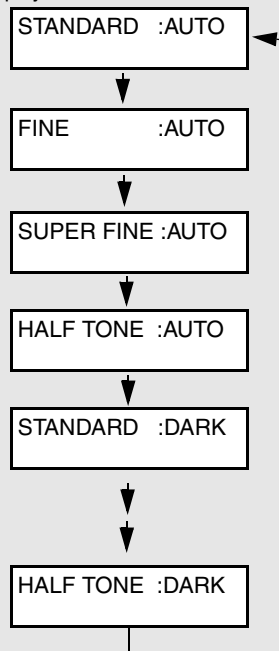 STANDARD :AUTO
FINE :AUTO
SUPER FINE :AUTO
HALF TONE :AUTO
STANDARD :DARK
HALF TONE :DARK